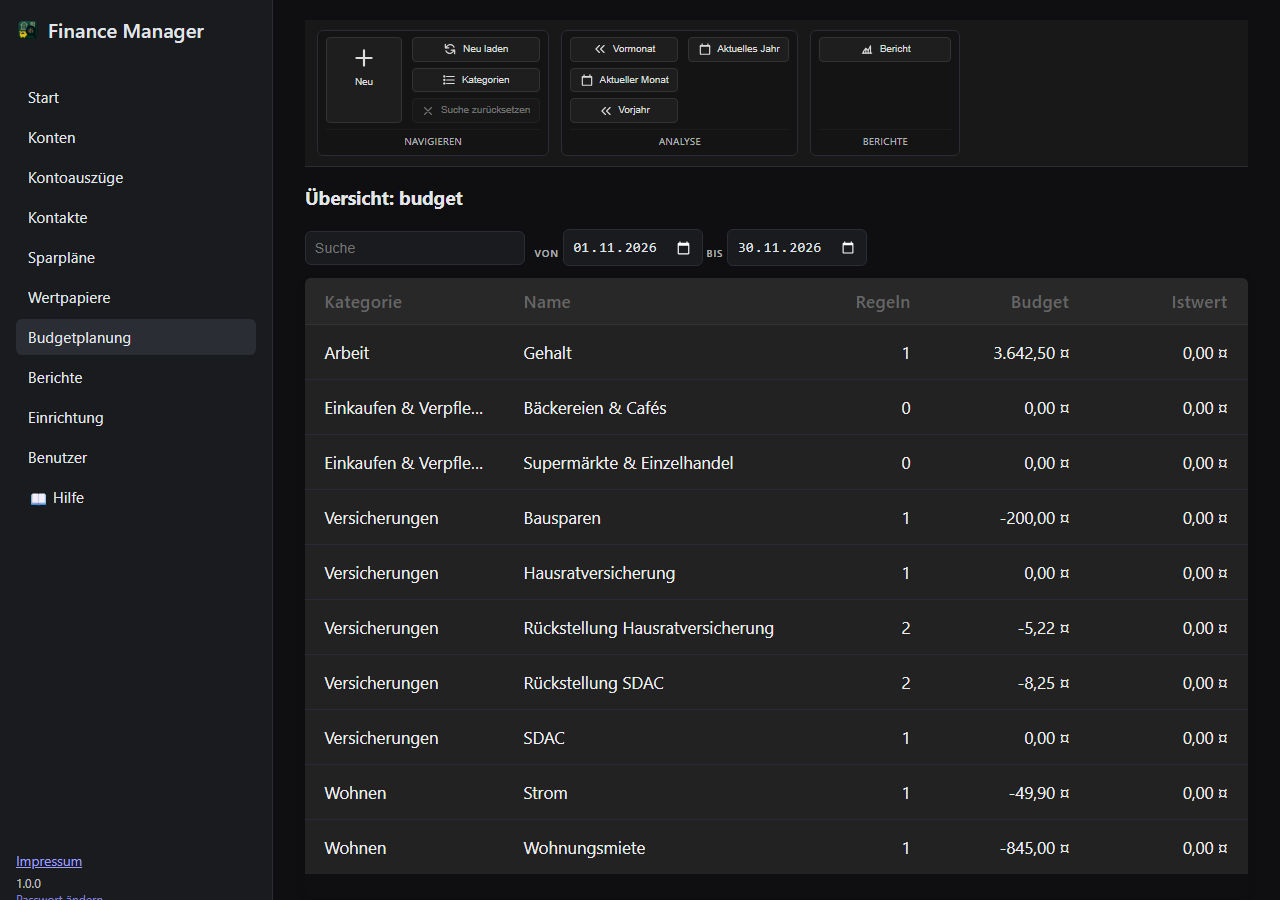 Finance Manager
Start
Konten
Kontoauszüge
Kontakte
Sparpläne
Wertpapiere
Budgetplanung
Berichte
Einrichtung
Benutzer
Hilfe
Impressum
1.0.0
Passwort ändern
Neu
Neu laden
Kategorien
Suche zurücksetzen
NAVIGIEREN
Vormonat
Aktuelles Jahr
Aktueller Monat
Vorjahr
ANALYSE
Bericht
BERICHTE
Übersicht: budget
Suche VON 01.11.2026 BIS 30.11.2026
Kategorie Name Regeln Budget Istwert
Arbeit Gehalt 1 3.642,50 ¤ 0,00 ¤
Einkaufen & Verpfle... Bäckereien & Cafés 0 0,00 ¤ 0,00 ¤
Einkaufen & Verpfle... Supermärkte & Einzelhandel 0 0,00 ¤ 0,00 ¤
Versicherungen Bausparen 1 -200,00 ¤ 0,00 ¤
Versicherungen Hausratversicherung 1 0,00 ¤ 0,00 ¤
Versicherungen Rückstellung Hausratversicherung 2 -5,22 ¤ 0,00 ¤
Versicherungen Rückstellung SDAC 2 -8,25 ¤ 0,00 ¤
Versicherungen SDAC 1 0,00 ¤ 0,00 ¤
Wohnen Strom 1 -49,90 ¤ 0,00 ¤
Wohnen Wohnungsmiete 1 -845,00 ¤ 0,00 ¤